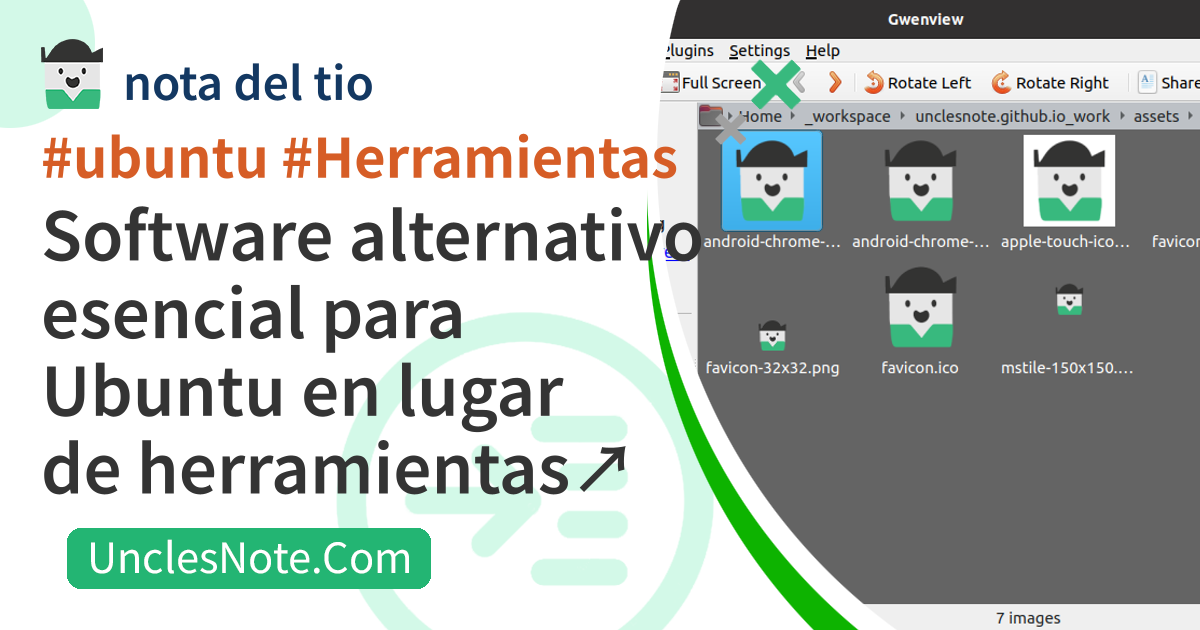 nota del tio
#ubuntu #Herramientas
Software alternativo
esencial para
Ubuntu en lugar
de herramientas↗
UnclesNote.Com
Gwenview
Plugins Settings Help
Full Screen Rotate Left Rotate Right Share
Home _workspace unclesnote.github.io_work assets
android-chrome-... android-chrome-... apple-touch-ico... favicon
favicon-32x32.png favicon.ico mstile-150x150....
7 images